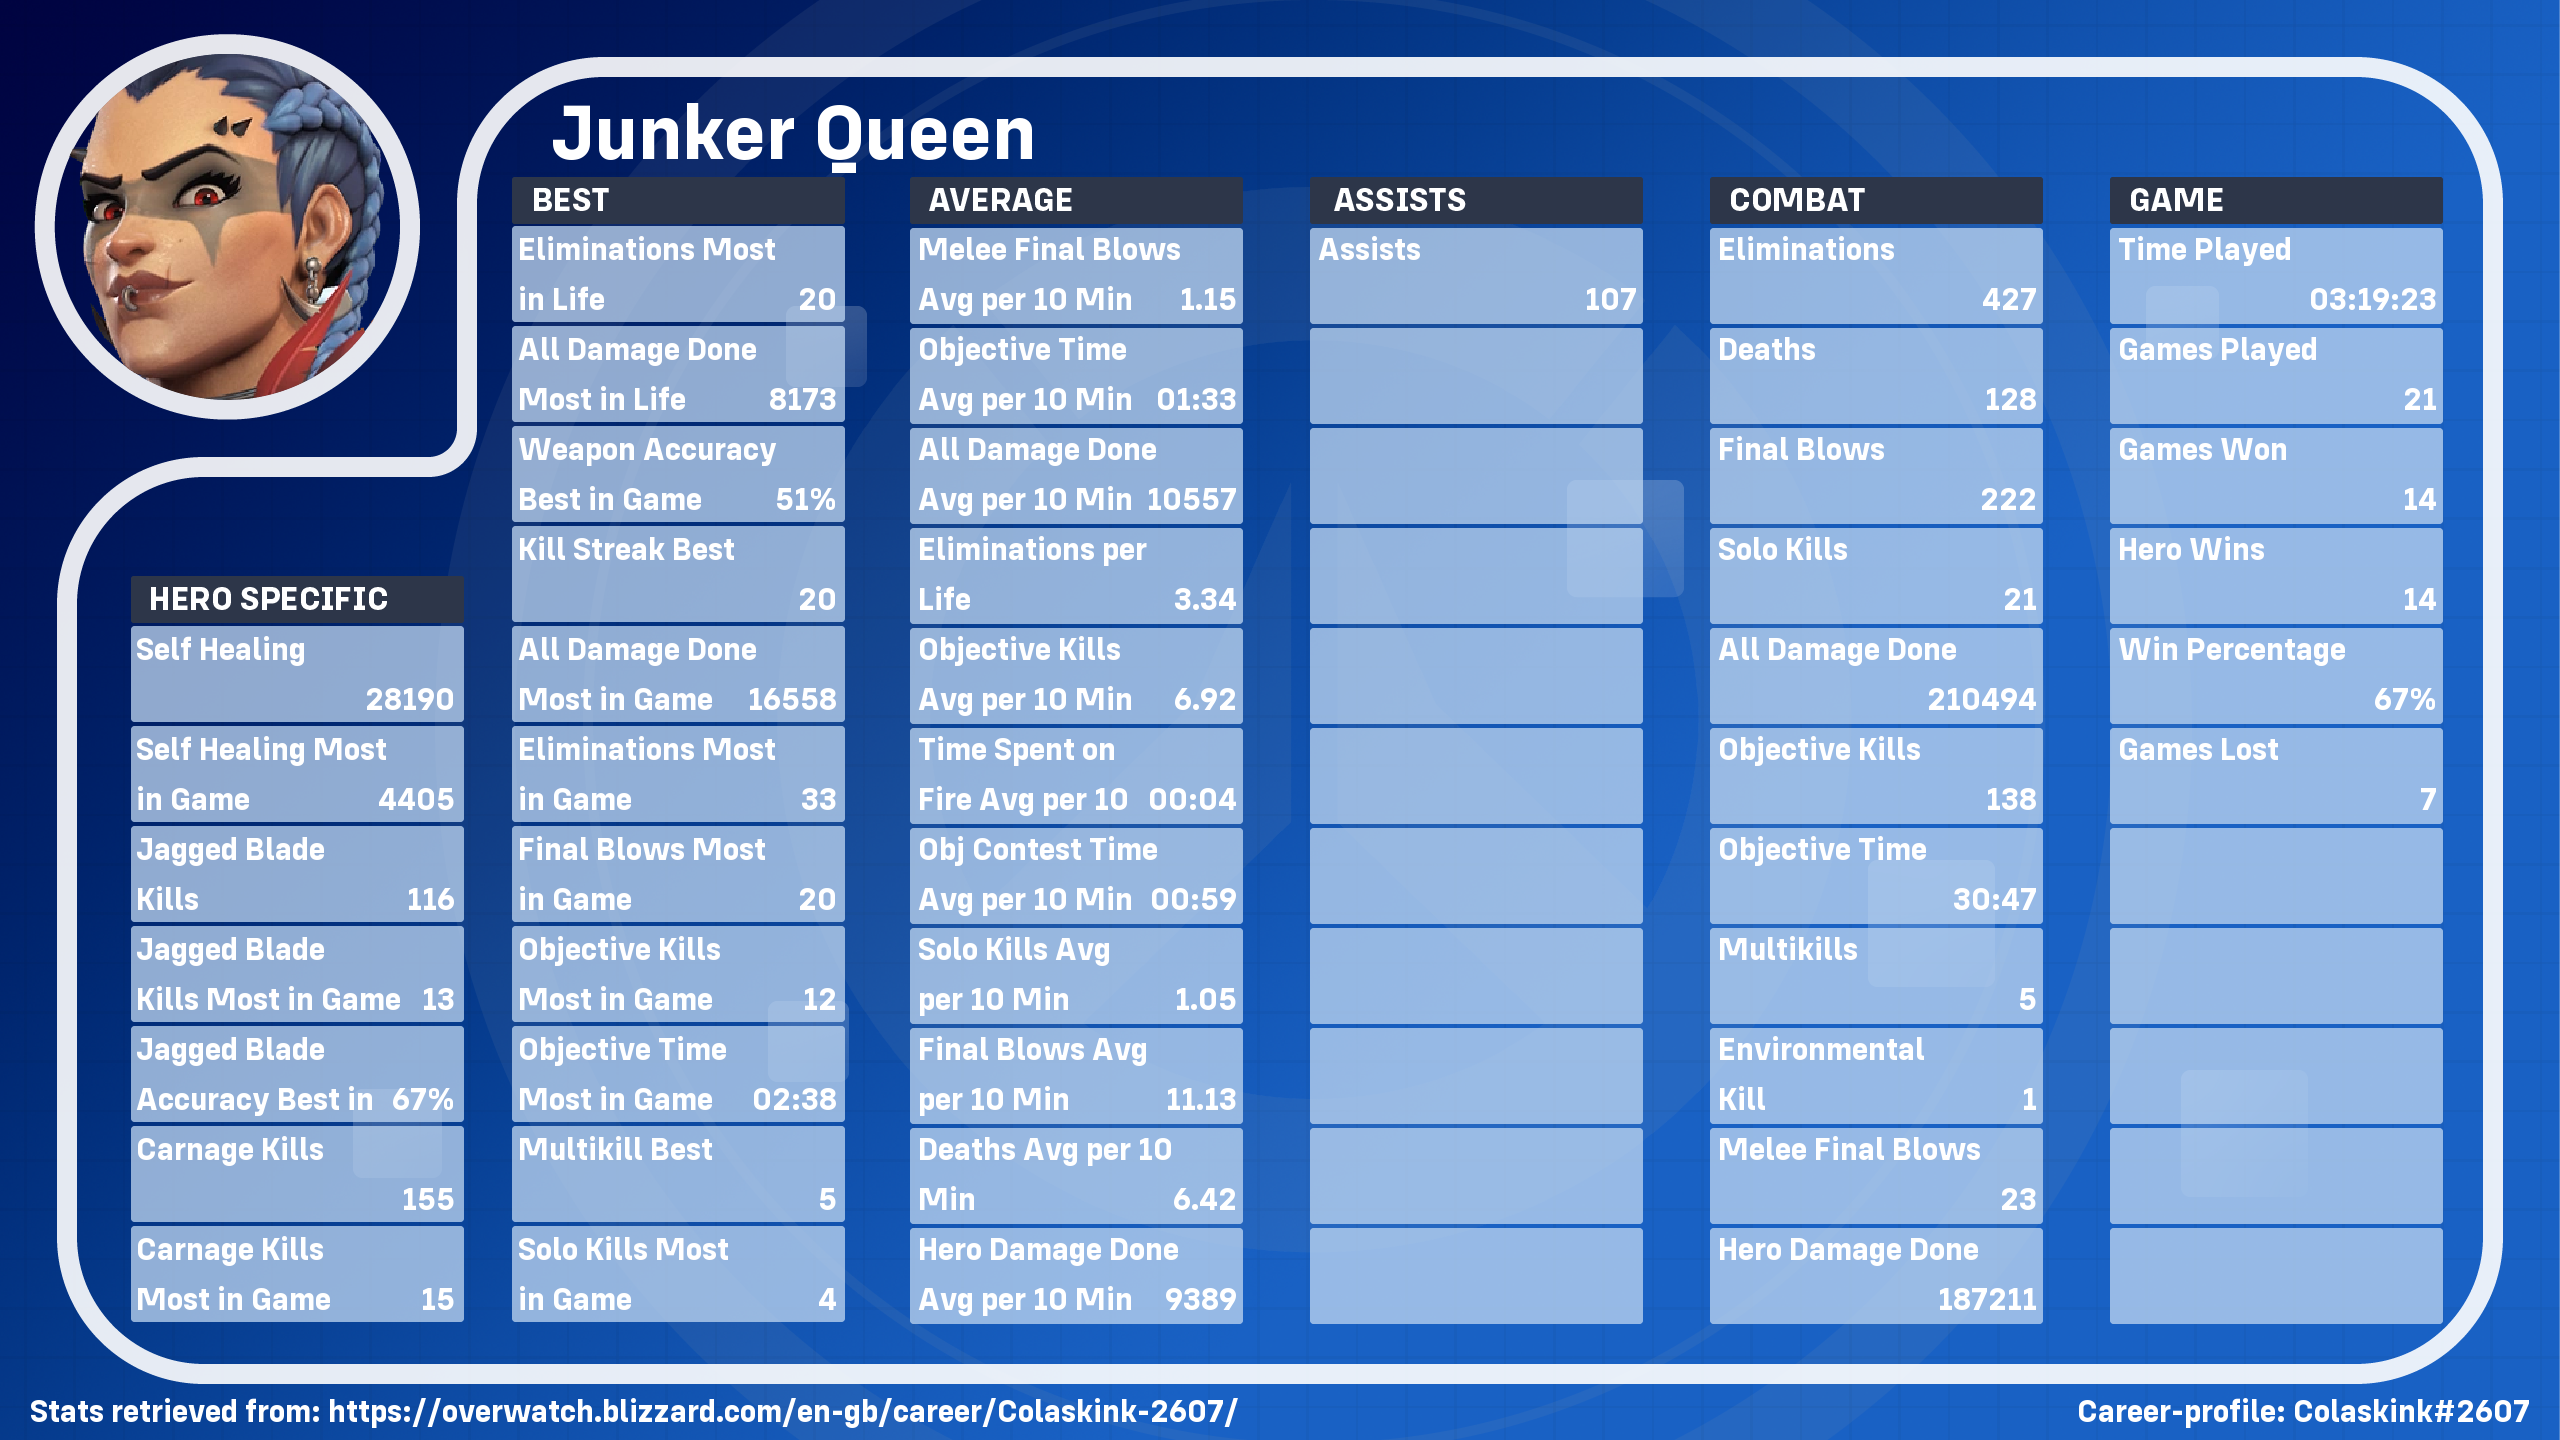 Junker Queen
HERO SPECIFIC
Self Healing
28190
Self Healing Most
in Game 4405
Jagged Blade
Kills 116
Jagged Blade
Kills Most in Game 13
Jagged Blade
Accuracy Best in 67%
Carnage Kills
155
Carnage Kills
Most in Game 15
BEST
Eliminations Most
in Life 20
All Damage Done
Most in Life 8173
Weapon Accuracy
Best in Game 51%
Kill Streak Best
20
All Damage Done
Most in Game 16558
Eliminations Most
in Game 33
Final Blows Most
in Game 20
Objective Kills
Most in Game 12
Objective Time
Most in Game 02:38
Multikill Best
5
Solo Kills Most
in Game 4
AVERAGE
Melee Final Blows
Avg per 10 Min 1.15
Objective Time
Avg per 10 Min 01:33
All Damage Done
Avg per 10 Min 10557
Eliminations per
Life 3.34
Objective Kills
Avg per 10 Min 6.92
Time Spent on
Fire Avg per 10 00:04
Obj Contest Time
Avg per 10 Min 00:59
Solo Kills Avg
per 10 Min 1.05
Final Blows Avg
per 10 Min 11.13
Deaths Avg per 10
Min 6.42
Hero Damage Done
Avg per 10 Min 9389
ASSISTS
Assists
107
COMBAT
Eliminations
427
Deaths
128
Final Blows
222
Solo Kills
21
All Damage Done
210494
Objective Kills
138
Objective Time
30:47
Multikills
5
Environmental
Kill 1
Melee Final Blows
23
Hero Damage Done
187211
GAME
Time Played
03:19:23
Games Played
21
Games Won
14
Hero Wins
14
Win Percentage
67%
Games Lost
7
Stats retrieved from: https://overwatch.blizzard.com/en-gb/career/Colaskink-2607/
Career-profile: Colaskink#2607